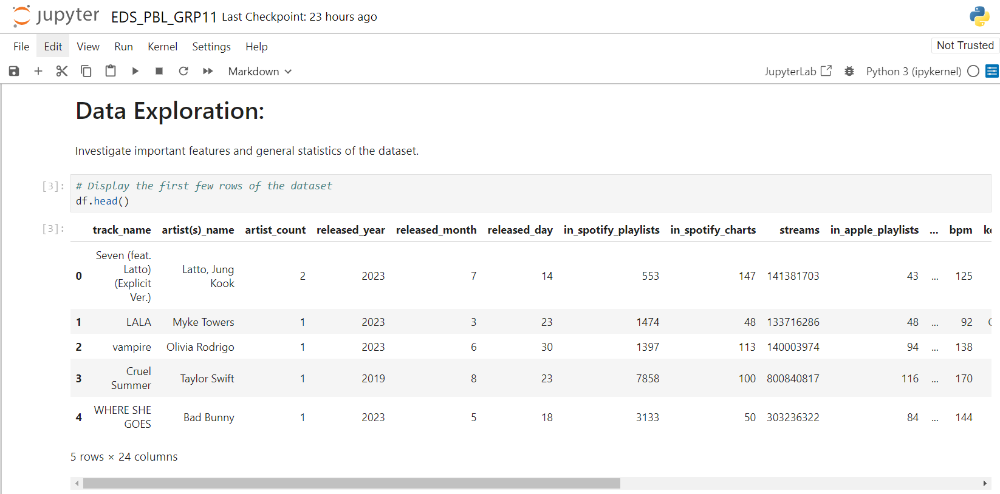 jupyter EDS_PBL_GRP11 Last Checkpoint: 23 hours ago
File Edit View Run Kernel Settings Help Not Trusted
Markdown JupyterLab Python 3 (ipykernel)
Data Exploration:
Investigate important features and general statistics of the dataset.
[3]: # Display the first few rows of the dataset
df.head()
[3]: track_name artist(s)_name artist_count released_year released_month released_day in_spotify_playlists in_spotify_charts streams in_apple_playlists ... bpm
0 Seven (feat. Latto) (Explicit Ver.) Latto, Jung Kook 2 2023 7 14 553 147 141381703 43 ... 125
1 LALA Myke Towers 1 2023 3 23 1474 48 133716286 48 ... 92
2 vampire Olivia Rodrigo 1 2023 6 30 1397 113 140003974 94 ... 138
3 Cruel Summer Taylor Swift 1 2019 8 23 7858 100 800840817 116 ... 170
4 WHERE SHE GOES Bad Bunny 1 2023 5 18 3133 50 303236322 84 ... 144
5 rows × 24 columns